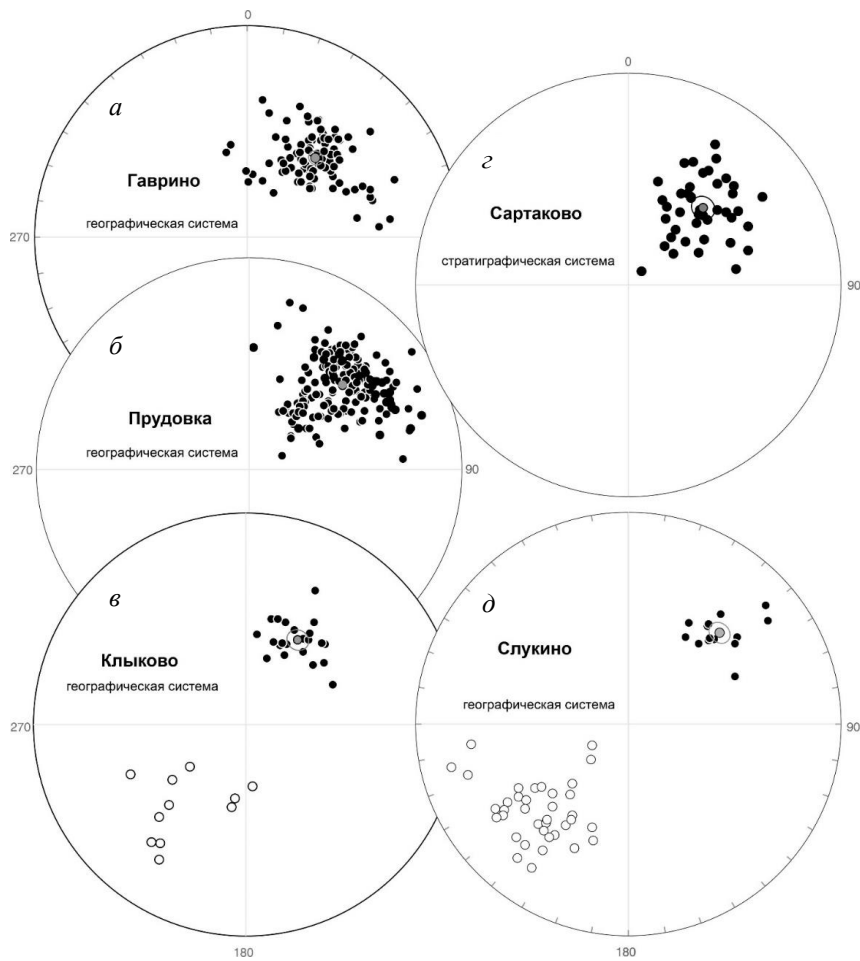 0
а
Гаврино
географическая система
270
0
г
Сартаково
стратиграфическая система
90
б
Прудовка
географическая система
270
90
в
Клыково
географическая система
270
180
д
Слукино
географическая система
90
180